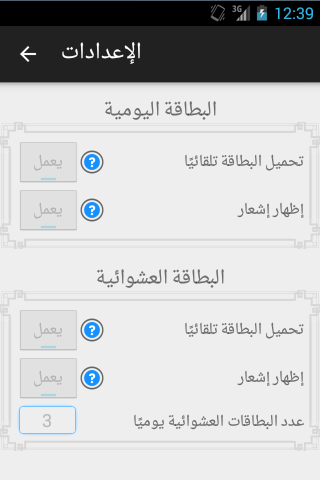 3G 12:39
الإعدادات
البطاقة اليومية
تحميل البطاقة تلقائيًا ? يعمل
إظهار إشعار ? يعمل
البطاقة العشوائية
تحميل البطاقة تلقائيًا ? يعمل
إظهار إشعار ? يعمل
عدد البطاقات العشوائية يوميًا 3